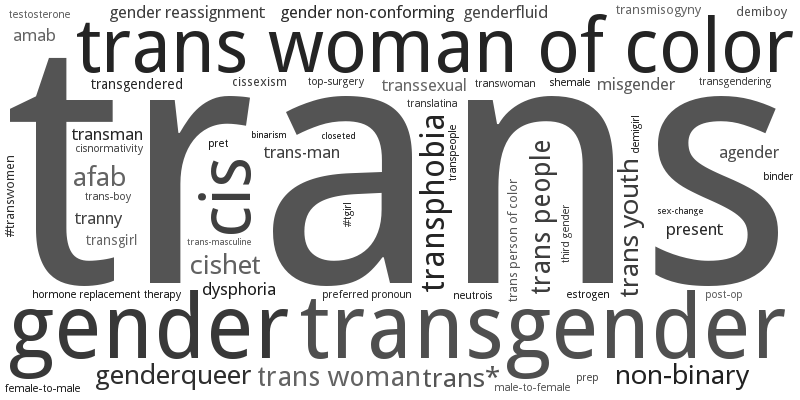 testosterone
gender reassignment
gender non-conforming
genderfluid
transmisogyny
demiboy
amab
trans woman of color
transgendered
cissexism
top-surgery
transsexual
transwoman
shemale
misgender
transgendering
trans
translatina
transman
cisnormativity
pret
binarism
closeted
trans-man
transphobia
transpeople
trans people
demigirl
agender
#transwomen
afab
trans-boy
cis
tranny
transgirl
trans-masculine
#tgirl
trans person of color
third gender
trans youth
binder
sex-change
present
cishet
dysphoria
hormone replacement therapy
preferred pronoun
neutrois
estrogen
post-op
gender
transgender
female-to-male
genderqueer
trans woman
trans*
male-to-female
prep
non-binary